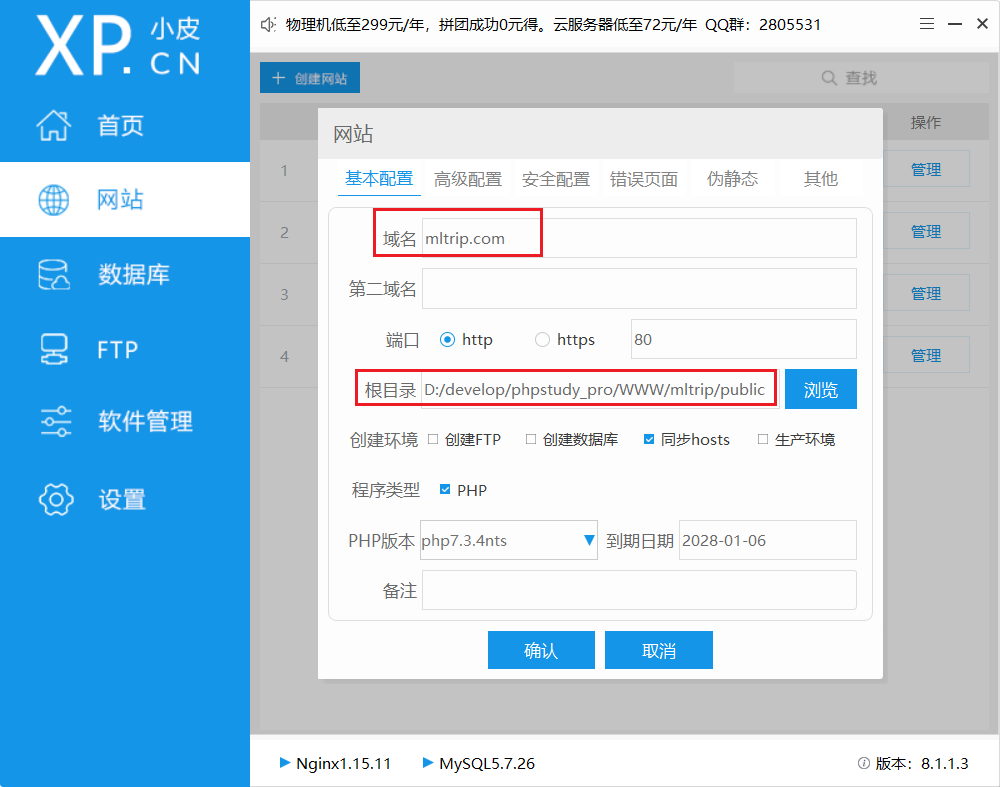 XP. 小皮 CN
物理机低至299元/年，拼团成功0元得。云服务器低至72元/年 QQ群：2805531
首页
网站
数据库
FTP
软件管理
设置
创建网站
查找
操作
1 管理
2 管理
3 管理
4 管理
网站
基本配置 高级配置 安全配置 错误页面 伪静态 其他
域名 mltrip.com
第二域名
端口 http https 80
根目录 D:/develop/phpstudy_pro/WWW/mltrip/public 浏览
创建环境 创建FTP 创建数据库 同步hosts 生产环境
程序类型 PHP
PHP版本 php7.3.4nts 到期日期 2028-01-06
备注
确认 取消
Nginx1.15.11 MySQL5.7.26 版本：8.1.1.3